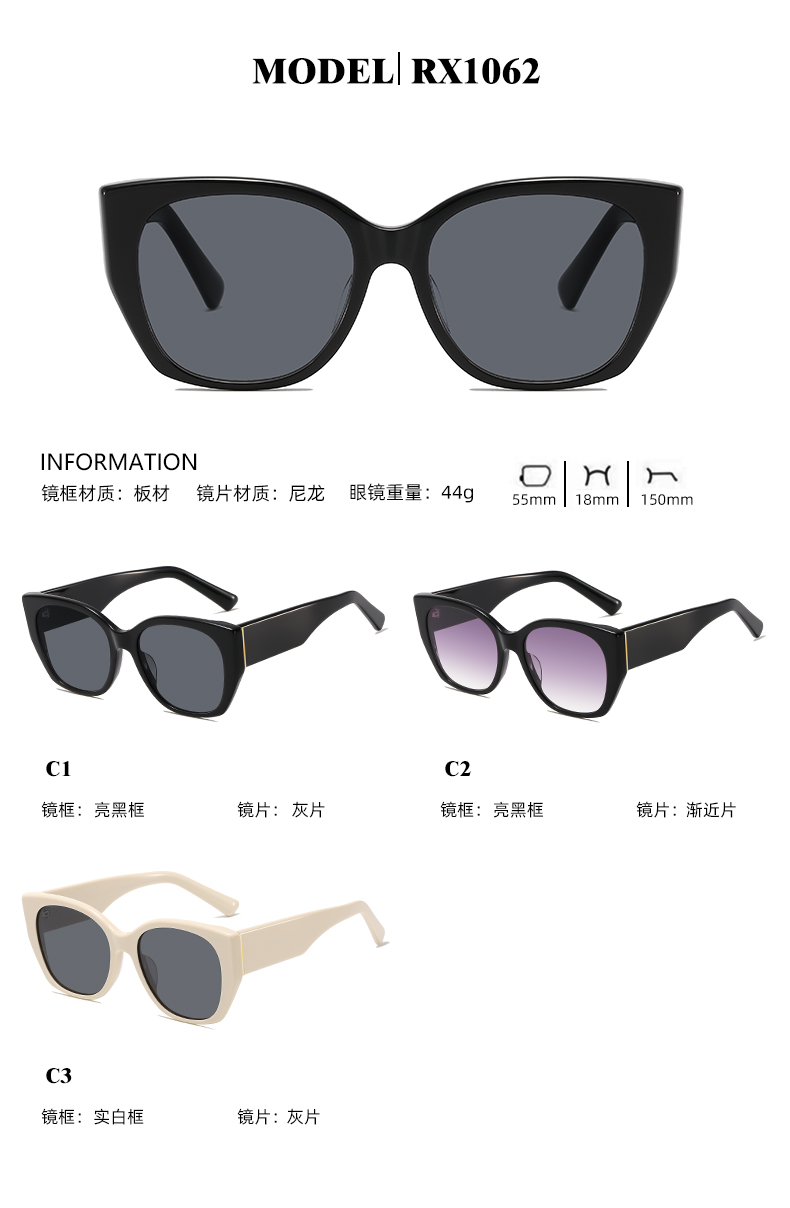 MODEL | RX1062
INFORMATION
镜框材质：板材 镜片材质：尼龙 眼镜重量：44g
55mm 18mm 150mm
C1 C2
镜框：亮黑框 镜片：灰片 镜框：亮黑框 镜片：渐近片
C3
镜框：实白框 镜片：灰片